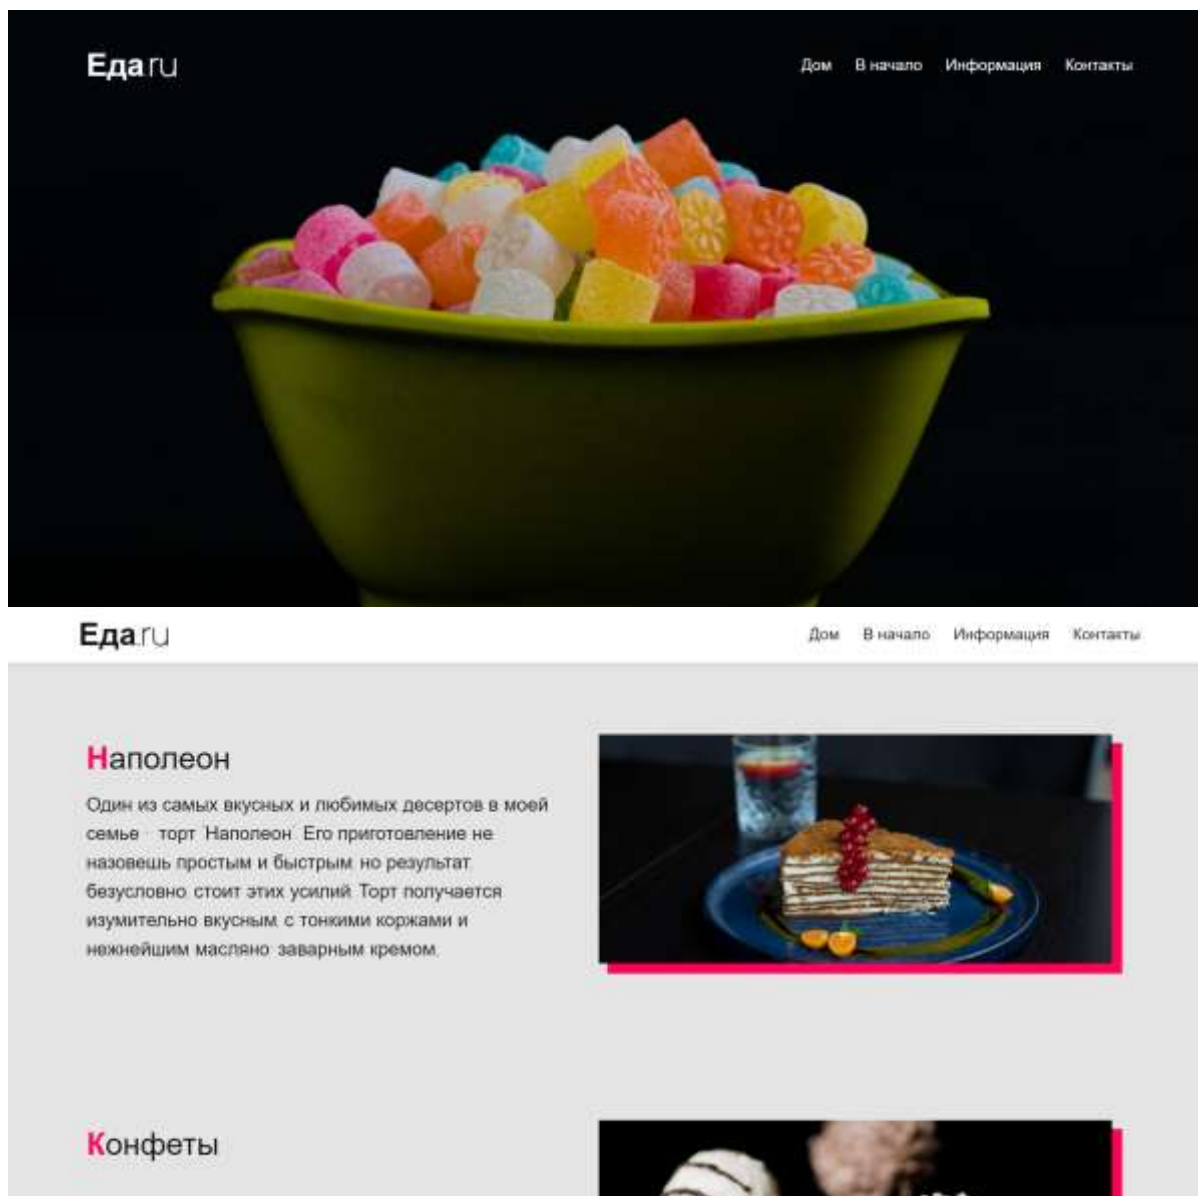 Еда.ru
Дом В начало Информация Контакты
Еда.ru
Дом В начало Информация Контакты
Наполеон
Один из самых вкусных и любимых десертов в моей
семье - торт "Наполеон". Его приготовление не
назовешь простым и быстрым, но результат,
безусловно, стоит этих усилий. Торт получается
изумительно вкусным, с тонкими коржами и
нежнейшим масляно-заварным кремом.
Конфеты